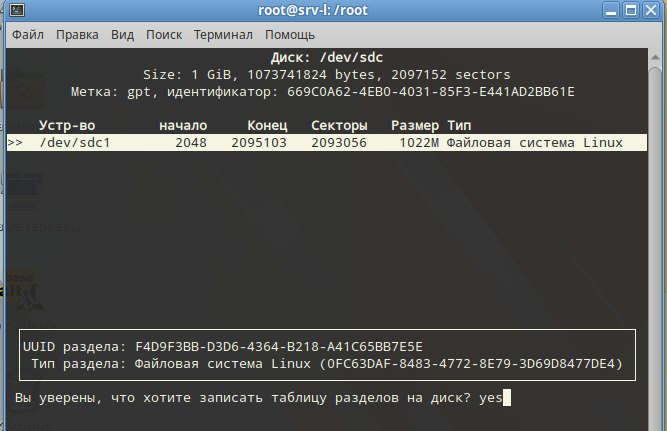 root@srv-l: /root
Файл Правка Вид Поиск Терминал Помощь
Диск: /dev/sdc
Size: 1 GiB, 1073741824 bytes, 2097152 sectors
Метка: gpt, идентификатор: 669C0A62-4EB0-4031-85F3-E441AD2BB61E
Устр-во начало Конец Секторы Размер Тип
>> /dev/sdc1 2048 2095103 2093056 1022M Файловая система Linux
UUID раздела: F4D9F3BB-D3D6-4364-B218-A41C65BB7E5E
Тип раздела: Файловая система Linux (0FC63DAF-8483-4772-8E79-3D69D8477DE4)
Вы уверены, что хотите записать таблицу разделов на диск? yes